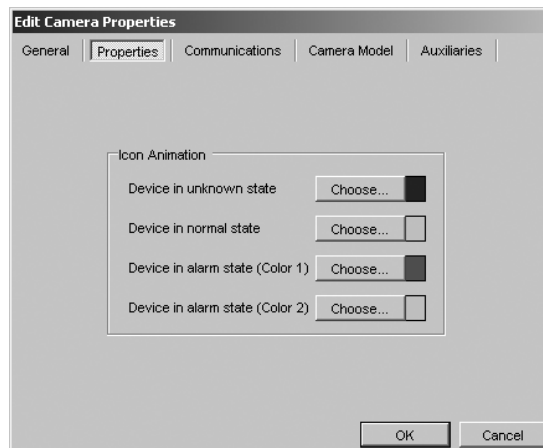 Edit Camera Properties
General Properties Communications Camera Model Auxiliaries
Icon Animation
Device in unknown state Choose...
Device in normal state Choose...
Device in alarm state (Color 1) Choose...
Device in alarm state (Color 2) Choose...
OK Cancel